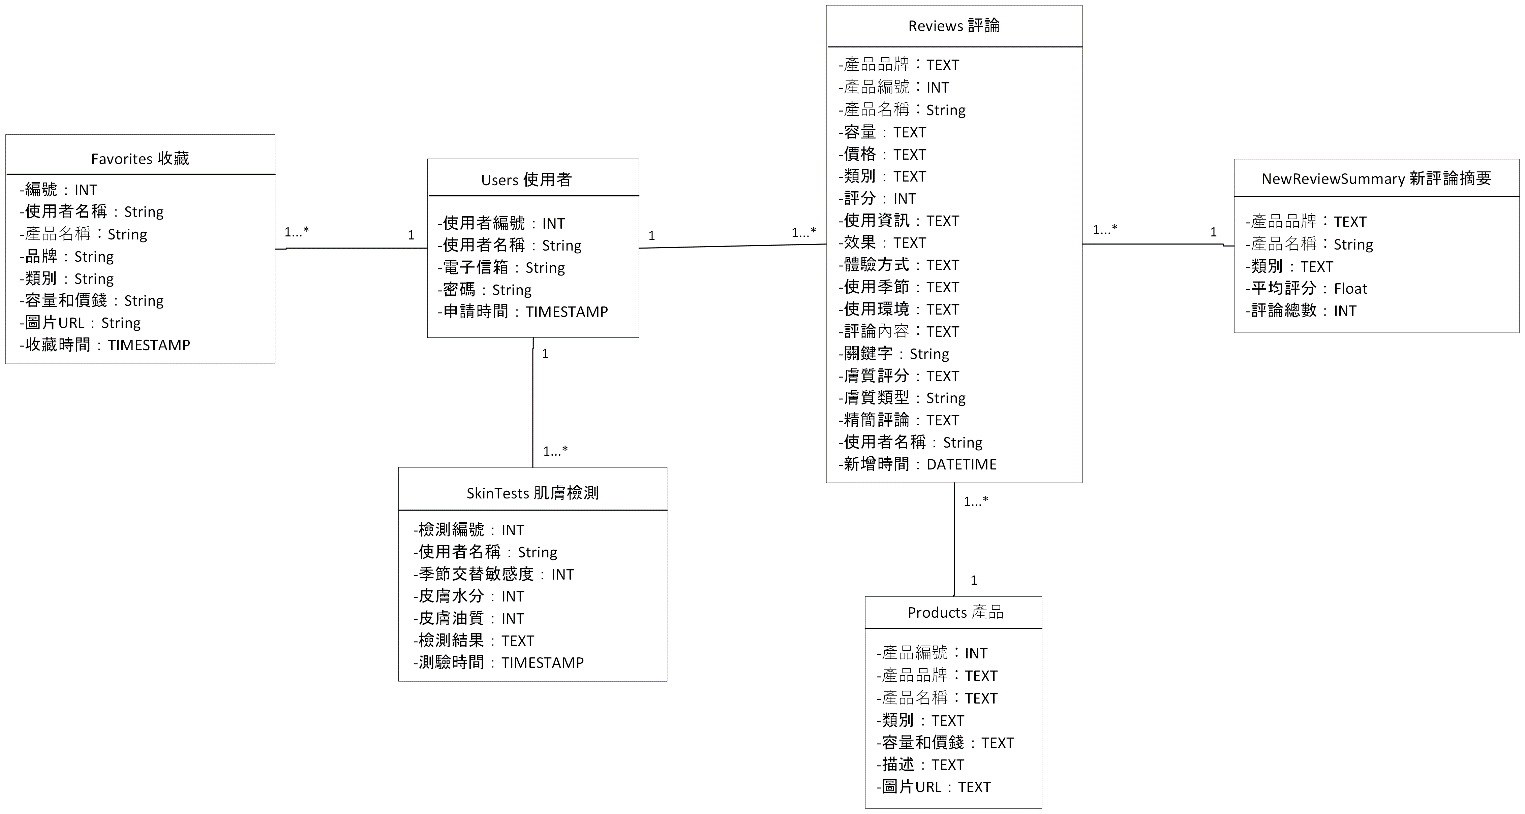 Favorites 收藏
-編號：INT
-使用者名稱：String
-產品名稱：String
-品牌：String
-類別：String
-容量和價錢：String
-圖片URL：String
-收藏時間：TIMESTAMP
1...*
1
Users 使用者
-使用者編號：INT
-使用者名稱：String
-電子信箱：String
-密碼：String
-申請時間：TIMESTAMP
1
1...*
1
1...*
SkinTests 肌膚檢測
-檢測編號：INT
-使用者名稱：String
-季節交替敏感度：INT
-皮膚水分：INT
-皮膚油質：INT
-檢測結果：TEXT
-測驗時間：TIMESTAMP
Reviews 評論
-產品品牌：TEXT
-產品編號：INT
-產品名稱：String
-容量：TEXT
-價格：TEXT
-類別：TEXT
-評分：INT
-使用資訊：TEXT
-效果：TEXT
-體驗方式：TEXT
-使用季節：TEXT
-使用環境：TEXT
-評論內容：TEXT
-關鍵字：String
-膚質評分：TEXT
-膚質類型：String
-精簡評論：TEXT
-使用者名稱：String
-新增時間：DATETIME
1...*
1
NewReviewSummary 新評論摘要
-產品品牌：TEXT
-產品名稱：String
-類別：TEXT
-平均評分：Float
-評論總數：INT
1...*
1
Products 產品
-產品編號：INT
-產品品牌：TEXT
-產品名稱：TEXT
-類別：TEXT
-容量和價錢：TEXT
-描述：TEXT
-圖片URL：TEXT